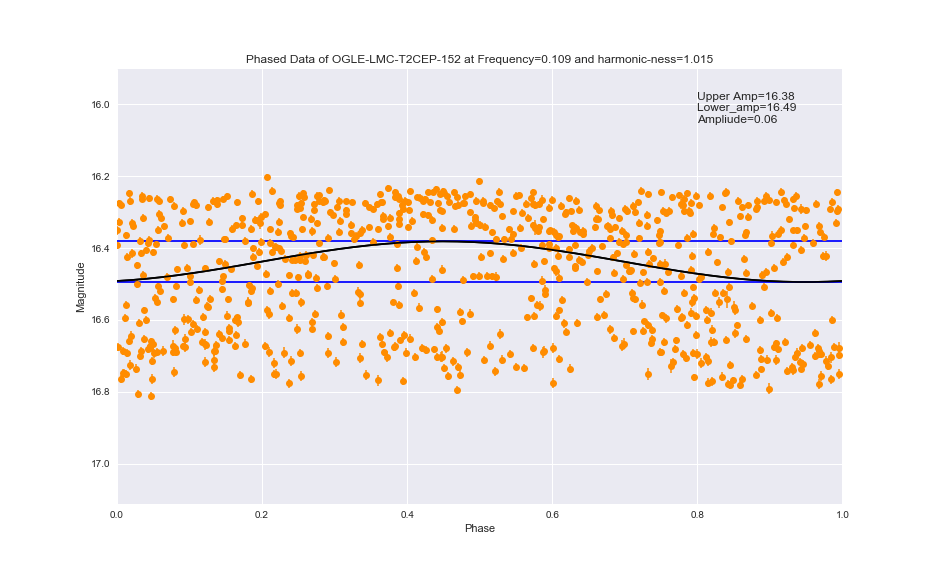 Phased Data of OGLE-LMC-T2CEP-152 at Frequency=0.109 and harmonic-ness=1.015
Upper Amp=16.38
Lower_amp=16.49
Ampliude=0.06
16.0
16.2
16.4
16.6
16.8
17.0
Magnitude
0.0 0.2 0.4 0.6 0.8 1.0
Phase